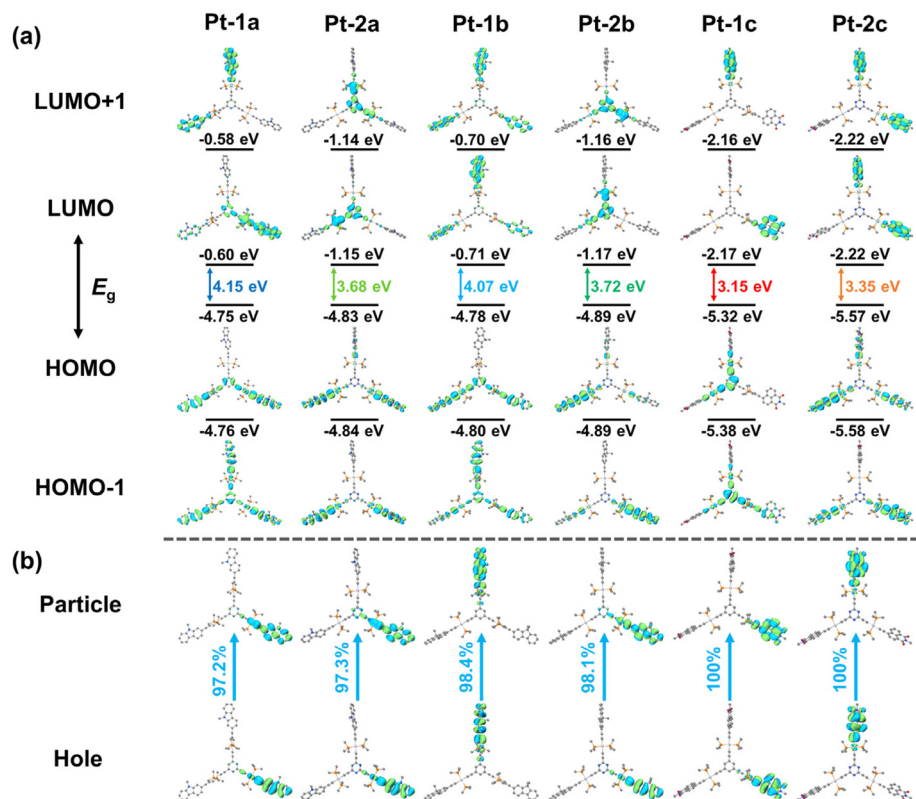 (a)
Pt-1a Pt-2a Pt-1b Pt-2b Pt-1c Pt-2c
LUMO+1
-0.58 eV -1.14 eV -0.70 eV -1.16 eV -2.16 eV -2.22 eV
LUMO
-0.60 eV -1.15 eV -0.71 eV -1.17 eV -2.17 eV -2.22 eV
Eg
4.15 eV 3.68 eV 4.07 eV 3.72 eV 3.15 eV 3.35 eV
-4.75 eV -4.83 eV -4.78 eV -4.89 eV -5.32 eV -5.57 eV
HOMO
-4.76 eV -4.84 eV -4.80 eV -4.89 eV -5.38 eV -5.58 eV
HOMO-1
(b)
Particle
97.2% 97.3% 98.4% 98.1% 100% 100%
Hole